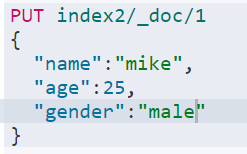 PUT index2/_doc/1
{
  "name":"mike",
  "age":25,
  "gender":"male"
}